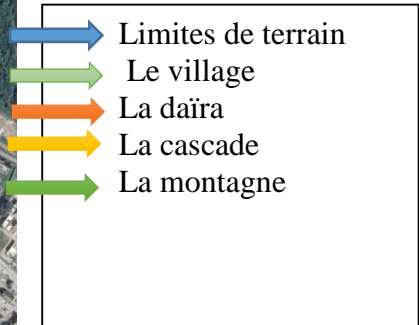 Limites de terrain
Le village
La daïra
La cascade
La montagne